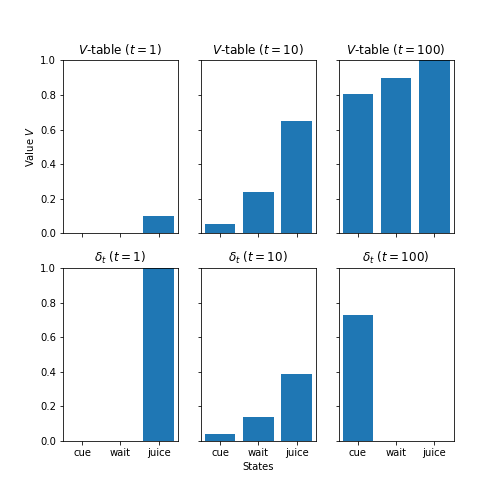 V-table (t = 1)
V-table (t = 10)
V-table (t = 100)
1.0
0.8
0.6
0.4
0.2
0.0
Value V
δt (t = 1)
δt (t = 10)
δt (t = 100)
1.0
0.8
0.6
0.4
0.2
0.0
cue wait juice
cue wait juice
cue wait juice
States